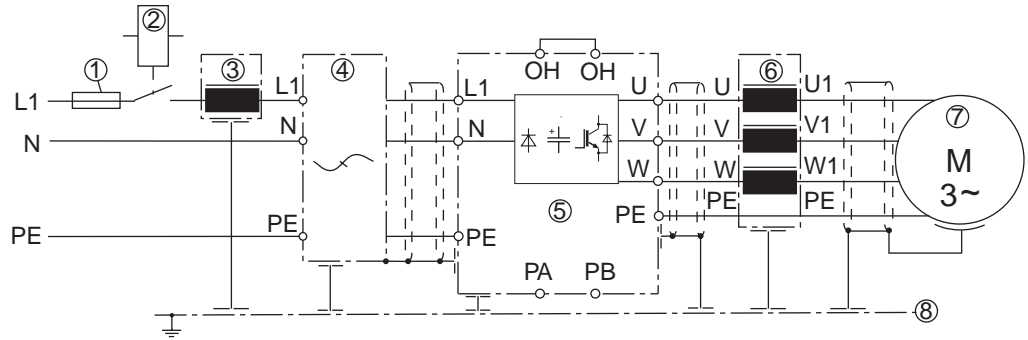 ②
①
③
④
⑥
⑦
OH OH
L1
L1
L1
U
U
U1
N
N
N
V
V
V1
+
M
3~
W
W
W1
⑤
PE
PE
PE
PE
PE
PE
PA PB
⑧